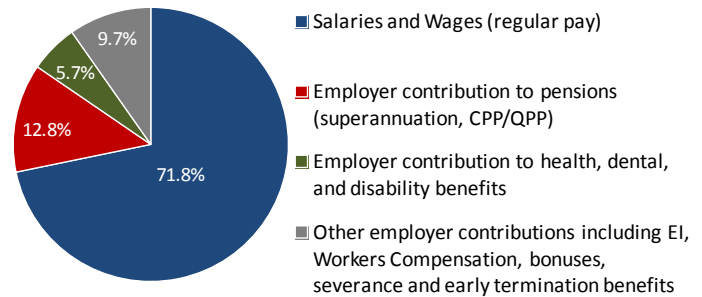 9.7%
5.7%
12.8%
71.8%
Salaries and Wages (regular pay)
Employer contribution to pensions
(superannuation, CPP/QPP)
Employer contribution to health, dental,
and disability benefits
Other employer contributions including EI,
Workers Compensation, bonuses,
severance and early termination benefits